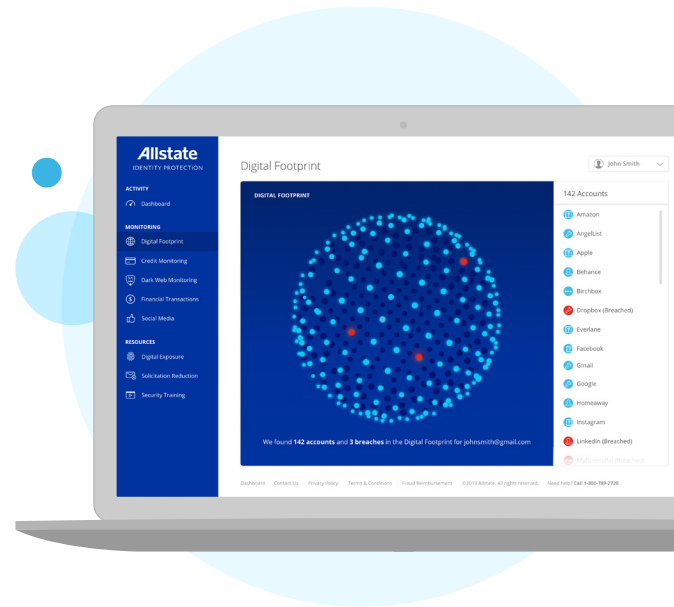 Allstate
IDENTITY PROTECTION
ACTIVITY
Dashboard
MONITORING
Digital Footprint
Credit Monitoring
Dark Web Monitoring
Financial Transactions
Social Media
RESOURCES
Digital Exposure
Solicitation Reduction
Security Training
Digital Footprint
John Smith
DIGITAL FOOTPRINT
We found 142 accounts and 3 breaches in the Digital Footprint for johnsmith@gmail.com
142 Accounts
Amazon
AngelList
Apple
Behance
Birchbox
Dropbox (Breached)
Everlane
Facebook
Gmail
Google
Homeaway
Instagram
LinkedIn (Breached)
MyFitnessPal (Breached)
Dashboard Contact Us Privacy Policy Terms & Conditions Fraud Reimbursement ©2019 Allstate. All rights reserved. Need help? Call 1-800-789-2720